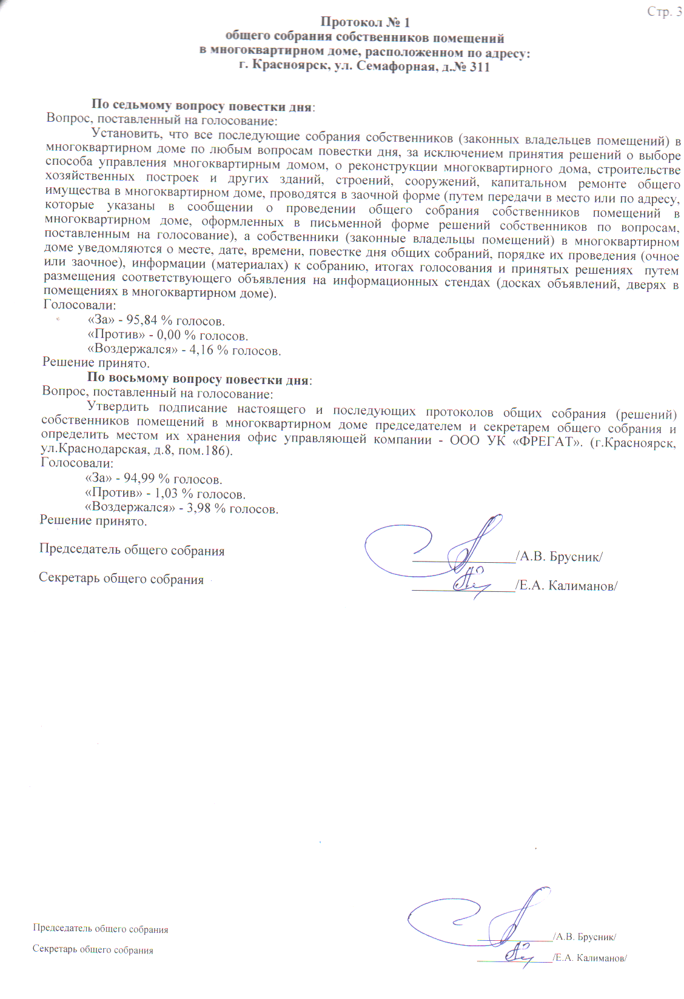 Стр. 3
Протокол № 1
общего собрания собственников помещений
в многоквартирном доме, расположенном по адресу:
г. Красноярск, ул. Семафорная, д.№ 311
По седьмому вопросу повестки дня:
Вопрос, поставленный на голосование:
Установить, что все последующие собрания собственников (законных владельцев помещений) в
многоквартирном доме по любым вопросам повестки дня, за исключением принятия решений о выборе
способа управления многоквартирным домом, о реконструкции многоквартирного дома, строительстве
хозяйственных построек и других зданий, строений, сооружений, капитальном ремонте общего
имущества в многоквартирном доме, проводятся в заочной форме (путем передачи в место или по адресу,
которые указаны в сообщении о проведении общего собрания собственников помещений в
многоквартирном доме, оформленных в письменной форме решений собственников по вопросам,
поставленным на голосование), а собственники (законные владельцы помещений) в многоквартирном
доме уведомляются о месте, дате, времени, повестке дня общих собраний, порядке их проведения (очное
или заочное), информации (материалах) к собранию, итогах голосования и принятых решениях путем
размещения соответствующего объявления на информационных стендах (досках объявлений, дверях в
помещениях в многоквартирном доме).
Голосовали:
«За» - 95,84 % голосов.
«Против» - 0,00 % голосов.
«Воздержался» - 4,16 % голосов.
Решение принято.
По восьмому вопросу повестки дня:
Вопрос, поставленный на голосование:
Утвердить подписание настоящего и последующих протоколов общих собрания (решений)
собственников помещений в многоквартирном доме председателем и секретарем общего собрания и
определить местом их хранения офис управляющей компании - ООО УК «ФРЕГАТ». (г.Красноярск,
ул.Краснодарская, д.8, пом.186).
Голосовали:
«За» - 94,99 % голосов.
«Против» - 1,03 % голосов.
«Воздержался» - 3,98 % голосов.
Решение принято.
Председатель общего собрания /А.В. Брусник/
Секретарь общего собрания /Е.А. Калиманов/
Председатель общего собрания /А.В. Брусник/
Секретарь общего собрания /Е.А. Калиманов/